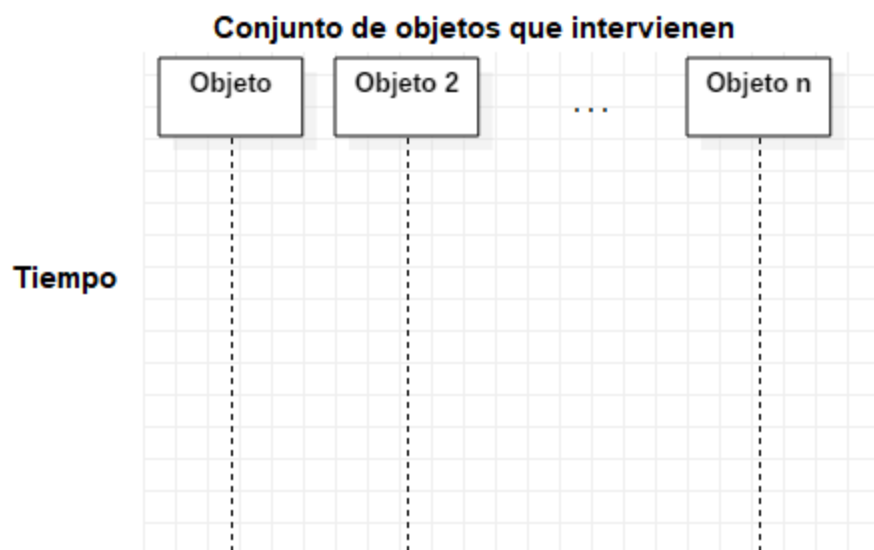 Conjunto de objetos que intervienen
Objeto
Objeto 2
...
Objeto n
Tiempo